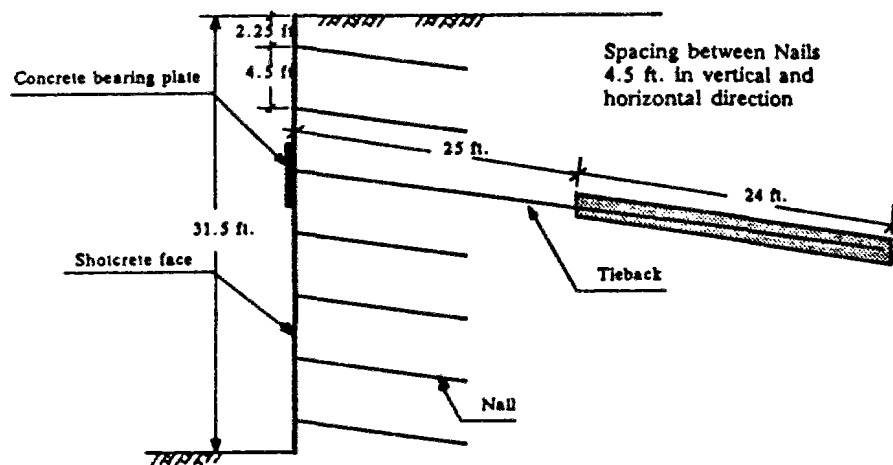 2.25 ft
4.5 ft
Concrete bearing plate
Spacing between Nails
4.5 ft. in vertical and
horizontal direction
25 ft.
24 ft.
31.5 ft.
Shotcrete face
Tieback
Nail